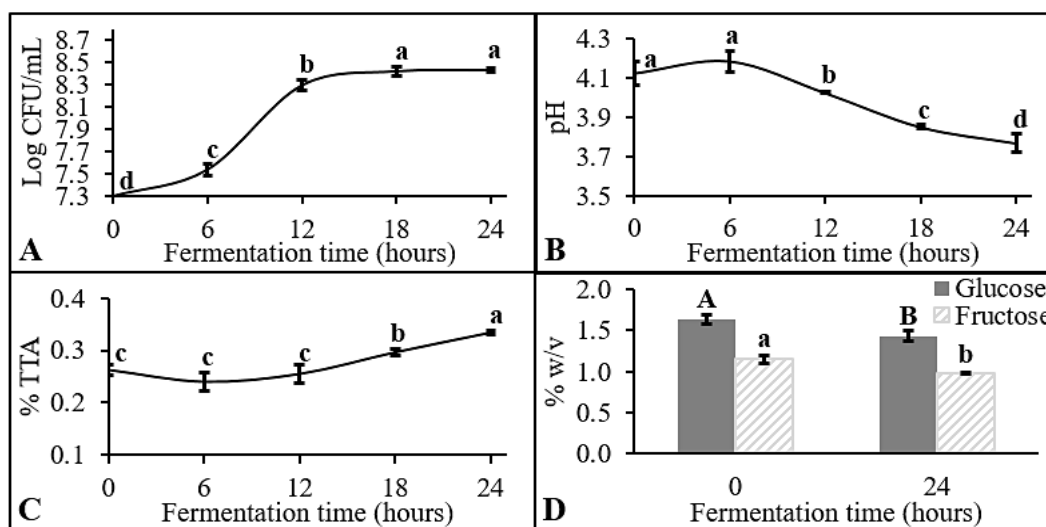 8.7
8.5
8.3
8.1
7.9
7.7
7.5
7.3
Log CFU/mL
d
c
b
a
a
0 6 12 18 24
Fermentation time (hours)
A
4.3
4.1
3.9
3.7
3.5
pH
a
a
b
c
d
0 6 12 18 24
Fermentation time (hours)
B
0.4
0.3
0.2
0.1
% TTA
c
c
c
b
a
0 6 12 18 24
Fermentation time (hours)
C
2.0
1.5
1.0
0.5
0.0
% w/v
Glucose
Fructose
A
a
B
b
0 24
Fermentation time (hours)
D